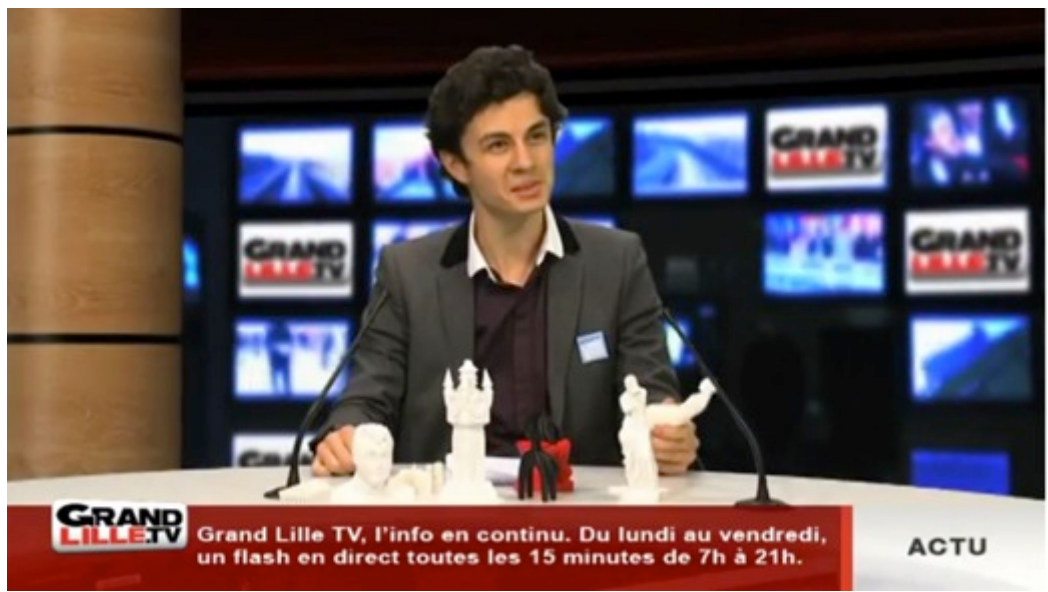 GRAND
LILLE TV
GRAND
LILLE TV
GRAND
LILLE TV
GRAND
GRAND
LILLE.TV
Grand Lille TV, l'info en continu. Du lundi au vendredi,
un flash en direct toutes les 15 minutes de 7h à 21h.
ACTU